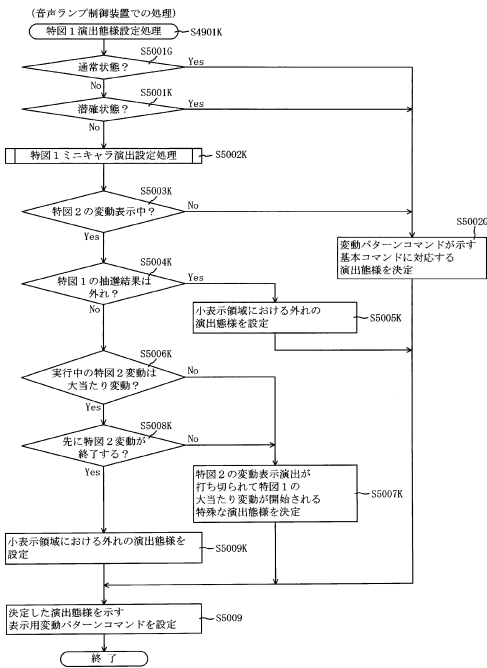 (音声ランプ制御装置での処理)
特図1演出態様設定処理
S4901K
S5001G
通常状態?
Yes
No
S5001K
潜確状態?
Yes
No
特図1ミニキャラ演出設定処理
S5002K
S5003K
特図2の変動表示中?
No
Yes
S5002G
変動パターンコマンドが示す
基本コマンドに対応する
演出態様を決定
S5004K
特図1の抽選結果は
外れ?
Yes
No
小表示領域における外れの
演出態様を設定
S5005K
S5006K
実行中の特図2変動は
大当たり変動?
No
Yes
S5008K
先に特図2変動が
終了する?
No
Yes
特図2の変動表示演出が
打ち切られて特図1の
大当たり変動が開始される
特殊な演出態様を決定
S5007K
小表示領域における外れの演出態様を
設定
S5009K
決定した演出態様を示す
表示用変動パターンコマンドを設定
S5009
終了